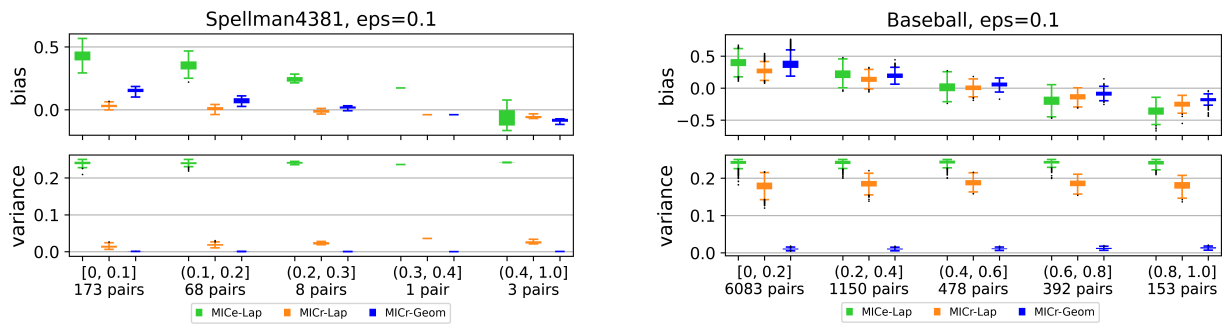 Spellman4381, eps=0.1
bias
0.5
0.0
variance
0.2
0.1
0.0
[0, 0.1] (0.1, 0.2] (0.2, 0.3] (0.3, 0.4] (0.4, 1.0]
173 pairs 68 pairs 8 pairs 1 pair 3 pairs
MICe-Lap MICr-Lap MICr-Geom
Baseball, eps=0.1
bias
0.5
0.0
−0.5
variance
0.2
0.1
0.0
[0, 0.2] (0.2, 0.4] (0.4, 0.6] (0.6, 0.8] (0.8, 1.0]
6083 pairs 1150 pairs 478 pairs 392 pairs 153 pairs
MICe-Lap MICr-Lap MICr-Geom